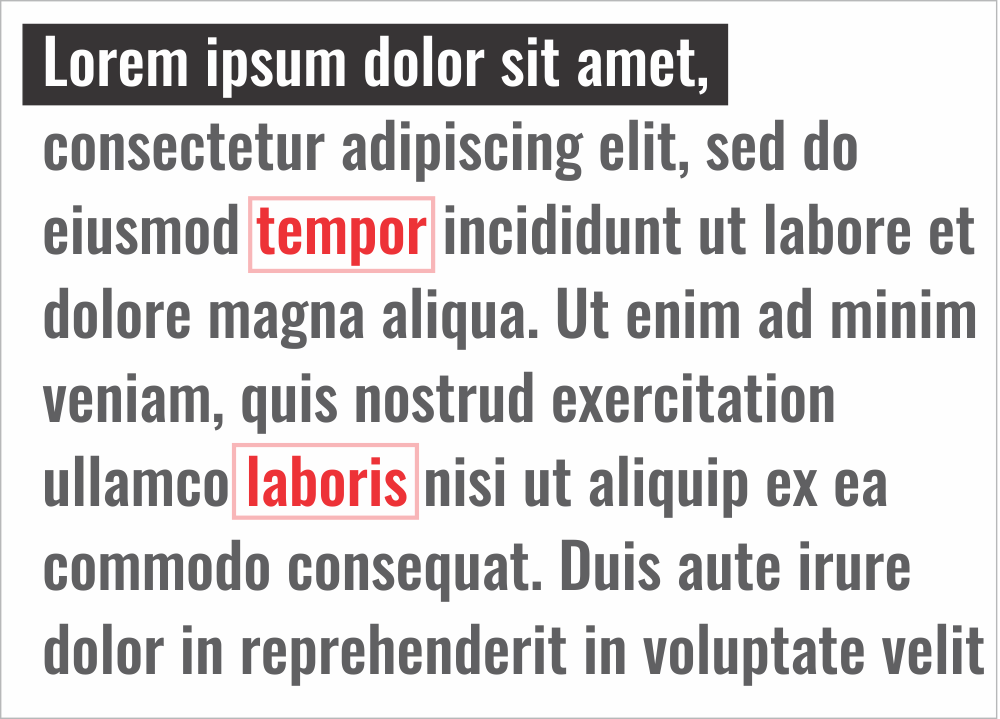 Lorem ipsum dolor sit amet,
consectetur adipiscing elit, sed do
eiusmod tempor incididunt ut labore et
dolore magna aliqua. Ut enim ad minim
veniam, quis nostrud exercitation
ullamco laboris nisi ut aliquip ex ea
commodo consequat. Duis aute irure
dolor in reprehenderit in voluptate velit